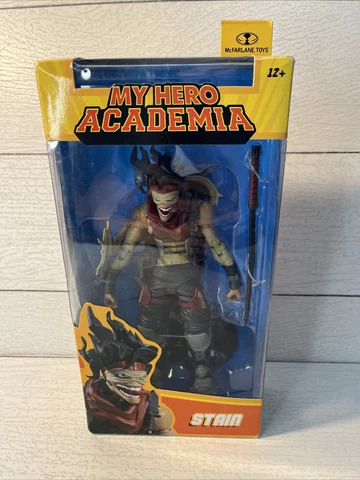 McFARLANE TOYS
12+
MY HERO
ACADEMIA
STAIN